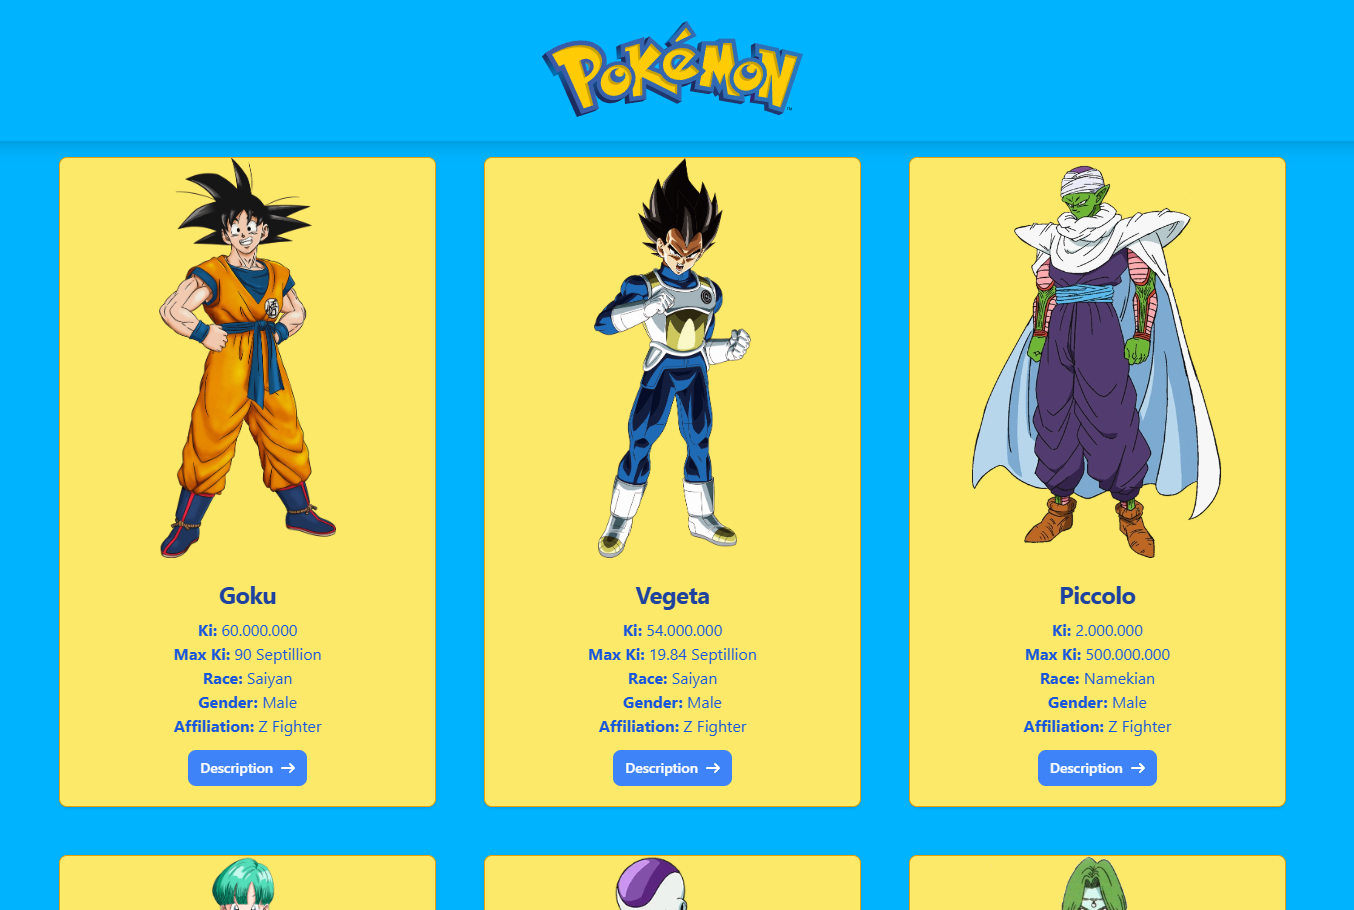 POKéMON
™
Goku
Ki: 60.000.000
Max Ki: 90 Septillion
Race: Saiyan
Gender: Male
Affiliation: Z Fighter
Description →
Vegeta
Ki: 54.000.000
Max Ki: 19.84 Septillion
Race: Saiyan
Gender: Male
Affiliation: Z Fighter
Description →
Piccolo
Ki: 2.000.000
Max Ki: 500.000.000
Race: Namekian
Gender: Male
Affiliation: Z Fighter
Description →